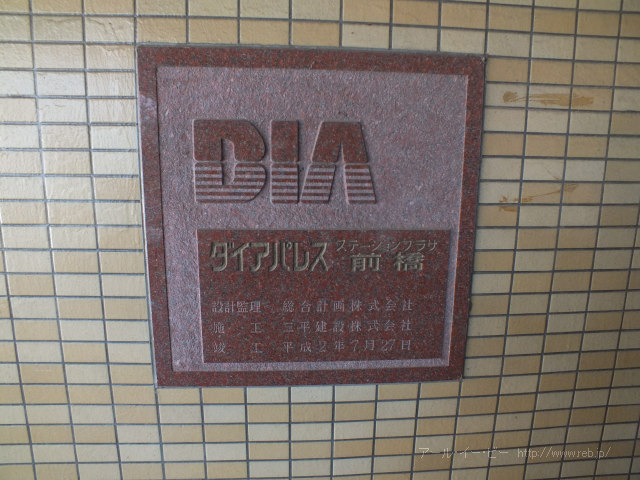 DIA
ダイアパレス ステーションプラザ 前橋
設計監理 総合計画株式会社
施工 三平建設株式会社
竣工 平成2年7月27日
アール・イー・ピー http://www.reb.jp/